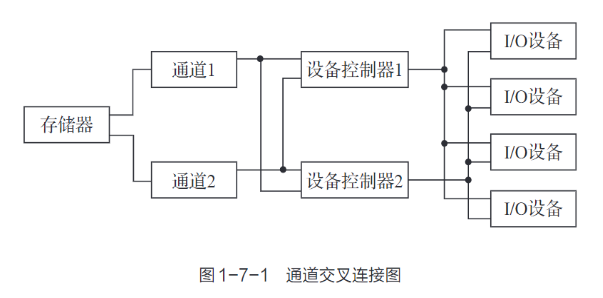 存储器
通道1
通道2
设备控制器1
设备控制器2
I/O设备
I/O设备
I/O设备
I/O设备
图1-7-1 通道交叉连接图